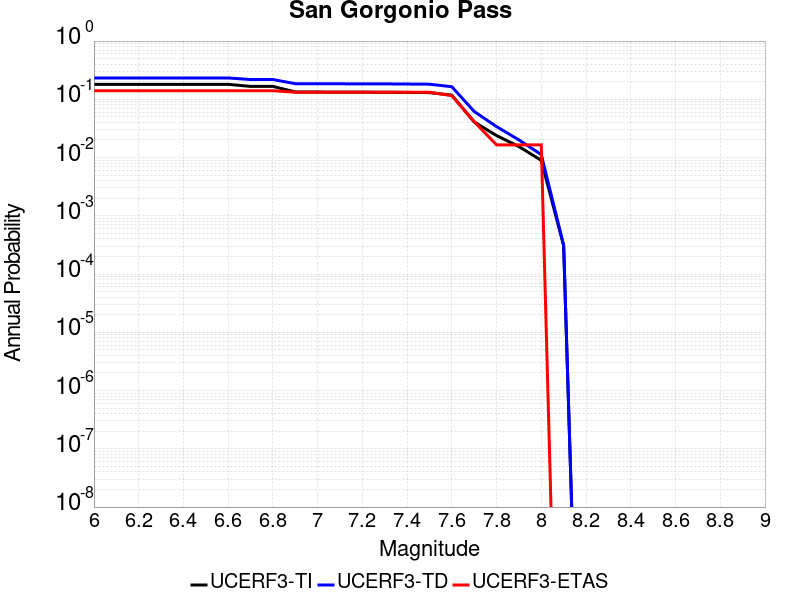 San Gorgonio Pass
10^0
10^-1
10^-2
10^-3
10^-4
10^-5
10^-6
10^-7
10^-8
Annual Probability
6 6.2 6.4 6.6 6.8 7 7.2 7.4 7.6 7.8 8 8.2 8.4 8.6 8.8 9
Magnitude
UCERF3-TI UCERF3-TD UCERF3-ETAS